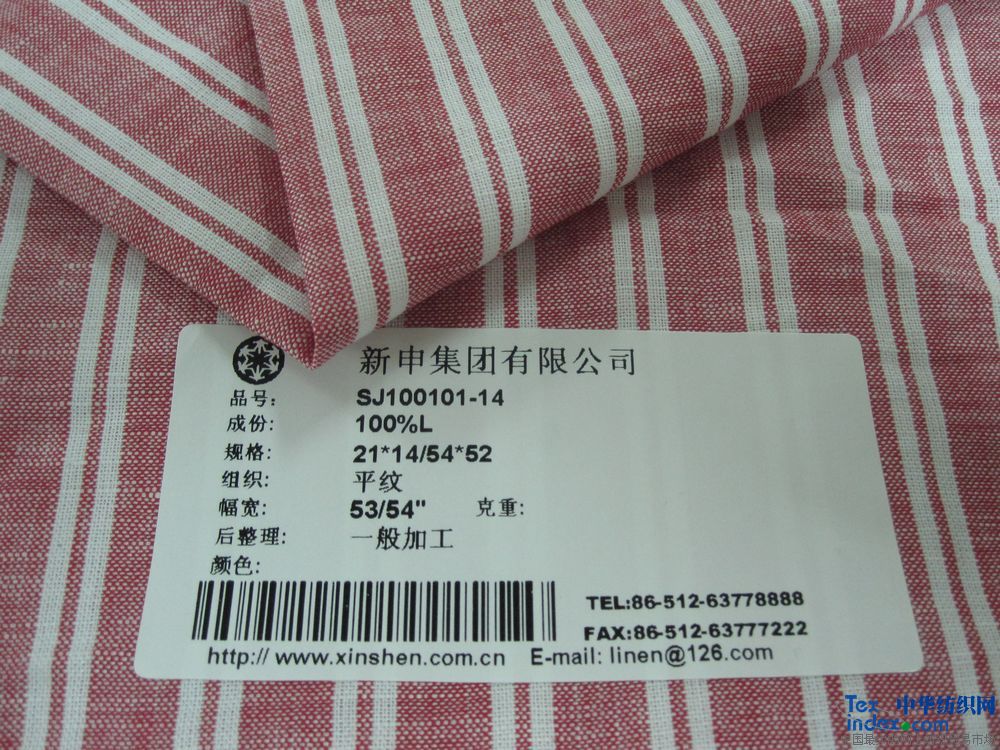 新申集团有限公司
品号: SJ100101-14
成份: 100%L
规格: 21*14/54*52
组织: 平纹
幅宽: 53/54" 克重:
后整理: 一般加工
颜色:
TEL:86-512-63778888
FAX:86-512-63777222
http:// www.xinshen.com.cn E-mail: linen@126.com
Tex 中华纺织网
index.com